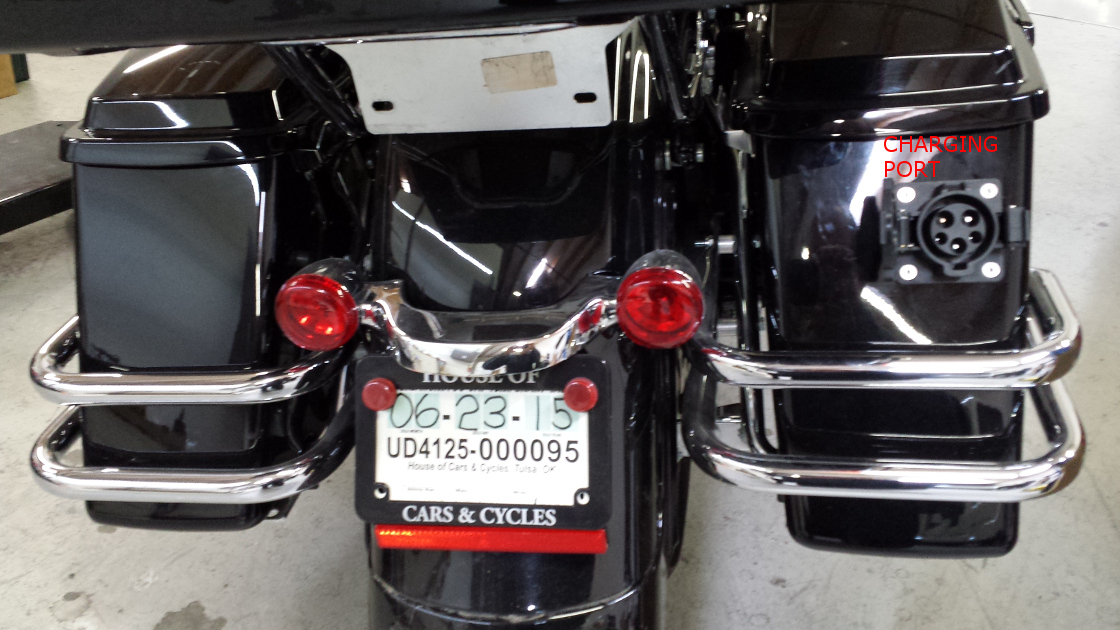 CHARGING
PORT
HOUSE OF
06-23-15
UD4125-000095
House of Cars & Cycles Tulsa OK
CARS & CYCLES